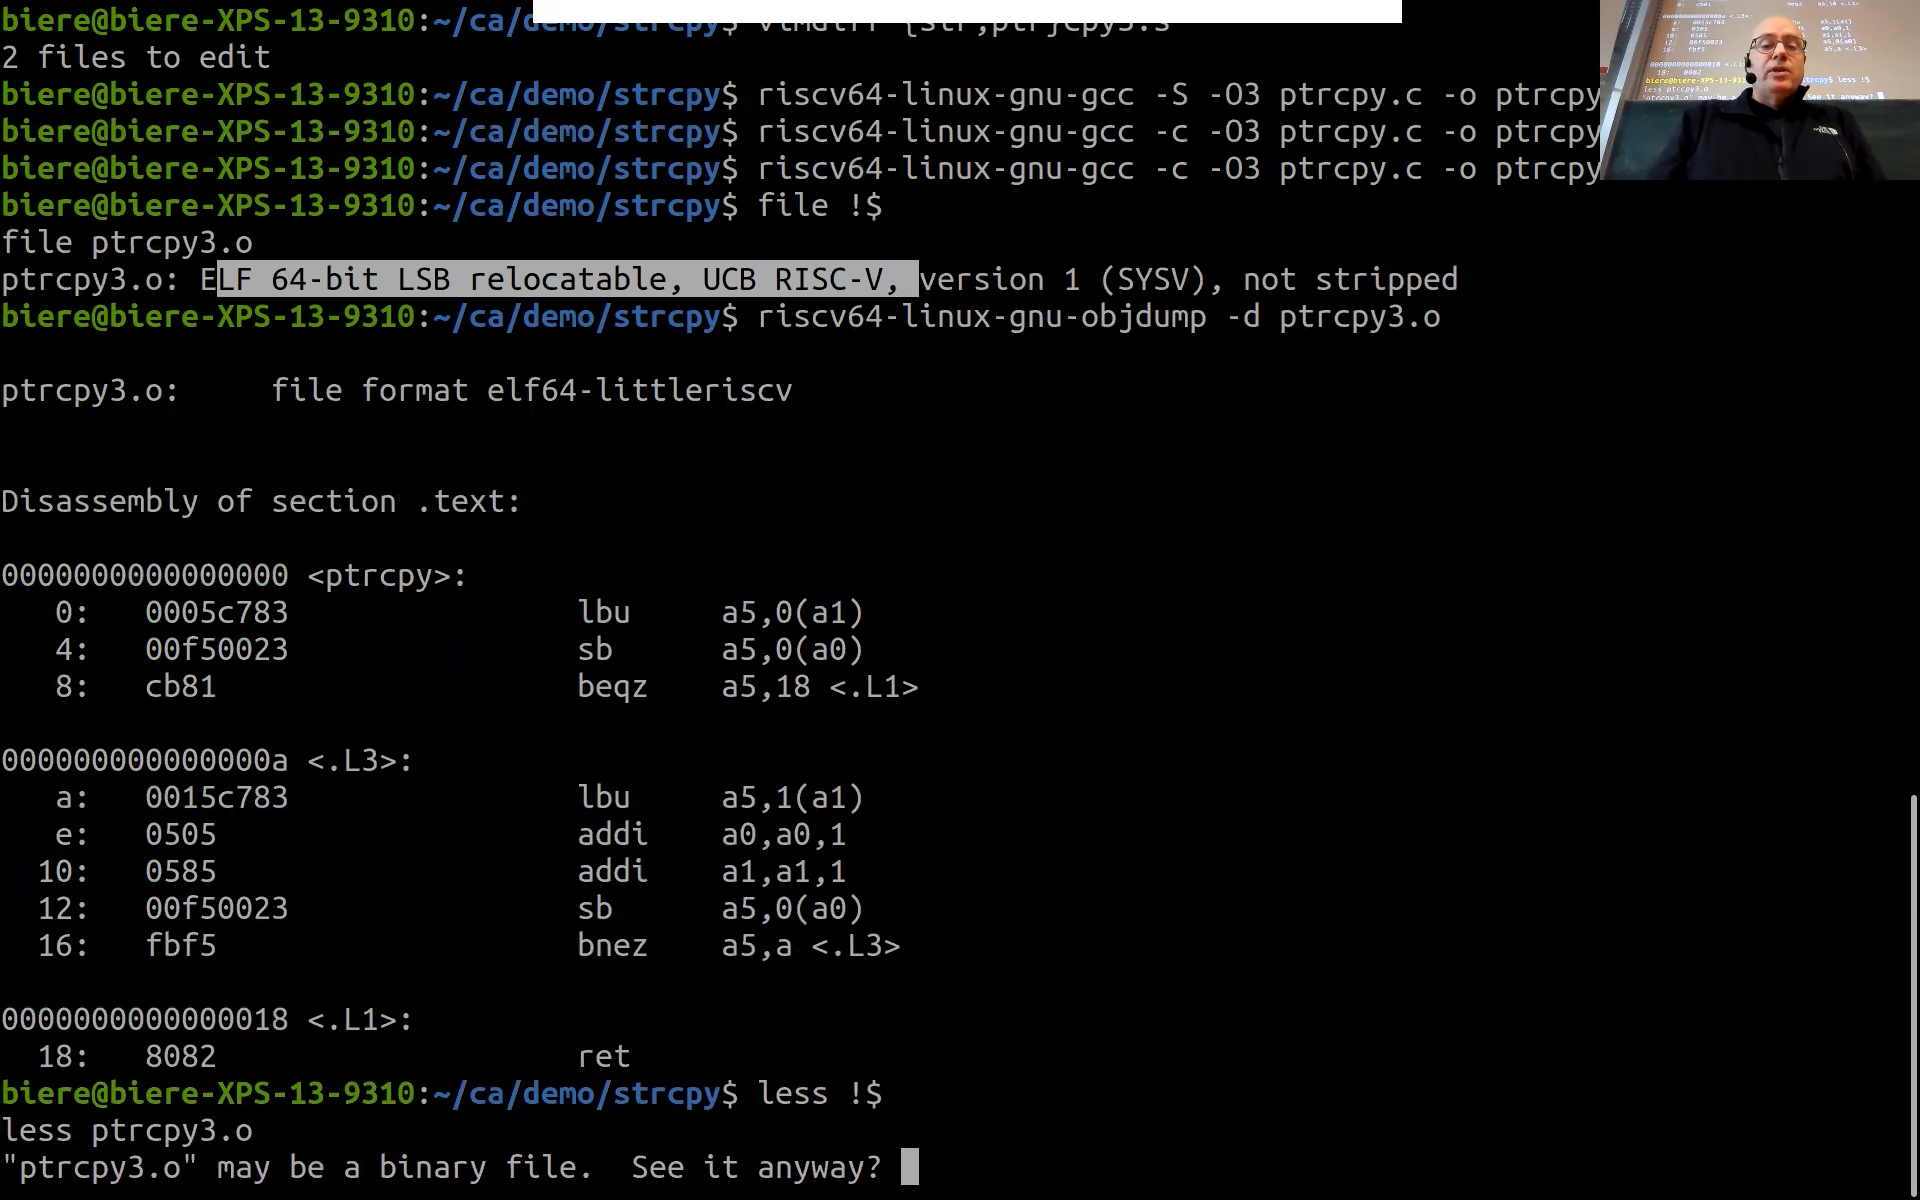 biere@biere-XPS-13-9310:~/ca/d
2 files to edit
biere@biere-XPS-13-9310:~/ca/demo/strcpy$ riscv64-linux-gnu-gcc -S -O3 ptrcpy.c -o ptrcpy
biere@biere-XPS-13-9310:~/ca/demo/strcpy$ riscv64-linux-gnu-gcc -c -O3 ptrcpy.c -o ptrcpy
biere@biere-XPS-13-9310:~/ca/demo/strcpy$ riscv64-linux-gnu-gcc -c -O3 ptrcpy.c -o ptrcpy
biere@biere-XPS-13-9310:~/ca/demo/strcpy$ file !$
file ptrcpy3.o
ptrcpy3.o: ELF 64-bit LSB relocatable, UCB RISC-V, version 1 (SYSV), not stripped
biere@biere-XPS-13-9310:~/ca/demo/strcpy$ riscv64-linux-gnu-objdump -d ptrcpy3.o
ptrcpy3.o:     file format elf64-littleriscv
Disassembly of section .text:
0000000000000000 <ptrcpy>:
0: 0005c783 lbu a5,0(a1)
4: 00f50023 sb a5,0(a0)
8: cb81 beqz a5,18 <.L1>
000000000000000a <.L3>:
a: 0015c783 lbu a5,1(a1)
e: 0505 addi a0,a0,1
10: 0585 addi a1,a1,1
12: 00f50023 sb a5,0(a0)
16: fbf5 bnez a5,a <.L3>
0000000000000018 <.L1>:
18: 8082 ret
biere@biere-XPS-13-9310:~/ca/demo/strcpy$ less !$
less ptrcpy3.o
"ptrcpy3.o" may be a binary file.  See it anyway?